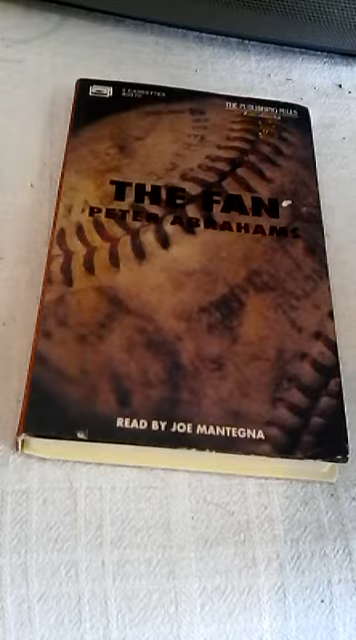 THE PUBLISHING MILLS
THE FAN
PETER ABRAHAMS
READ BY JOE MANTEGNA